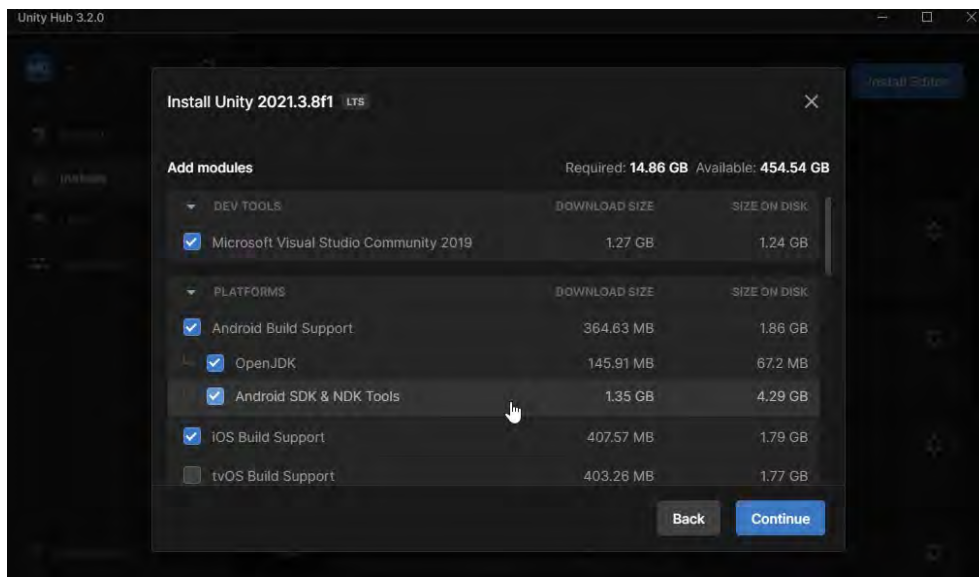 Unity Hub 3.2.0
Install Editor
Install Unity 2021.3.8f1 LTS
Add modules Required: 14.86 GB Available: 454.54 GB
DEV TOOLS DOWNLOAD SIZE SIZE ON DISK
Microsoft Visual Studio Community 2019 1.27 GB 1.24 GB
PLATFORMS DOWNLOAD SIZE SIZE ON DISK
Android Build Support 364.63 MB 1.86 GB
OpenJDK 145.91 MB 67.2 MB
Android SDK & NDK Tools 1.35 GB 4.29 GB
iOS Build Support 407.57 MB 1.79 GB
tvOS Build Support 403.26 MB 1.77 GB
Back Continue